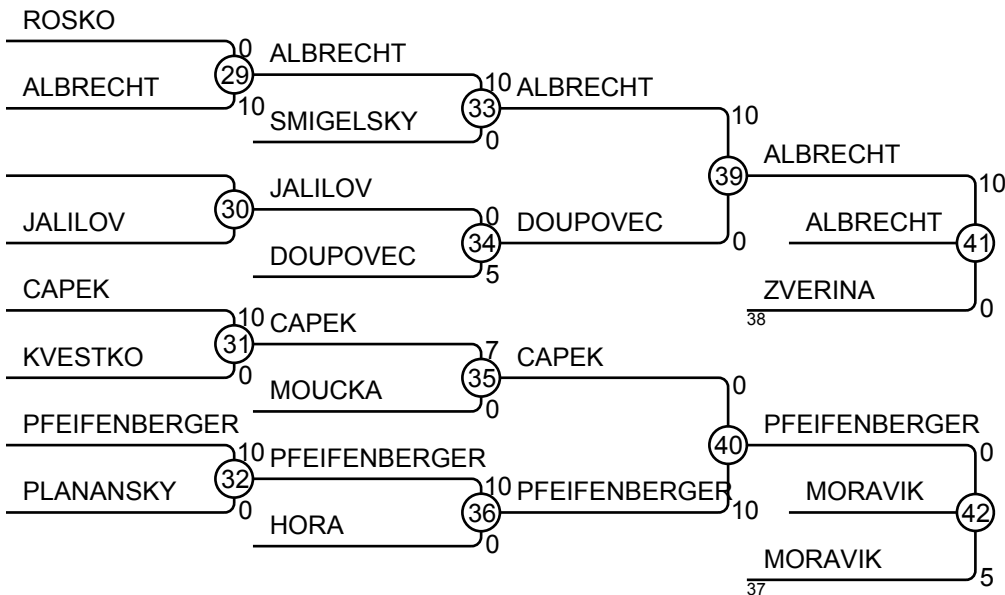 ROSKO
0
29
ALBRECHT
ALBRECHT
10
10
33
ALBRECHT
SMIGELSKY
0
10
39
ALBRECHT
30
JALILOV
JALILOV
0
34
DOUPOVEC
0
DOUPOVEC
5
10
ALBRECHT
41
ZVERINA
38
0
CAPEK
10
31
CAPEK
KVESTKO
0
7
35
CAPEK
MOUCKA
0
0
40
PFEIFENBERGER
PFEIFENBERGER
10
32
PFEIFENBERGER
PLANANSKY
0
10
36
PFEIFENBERGER
10
HORA
0
0
MORAVIK
42
MORAVIK
37
5